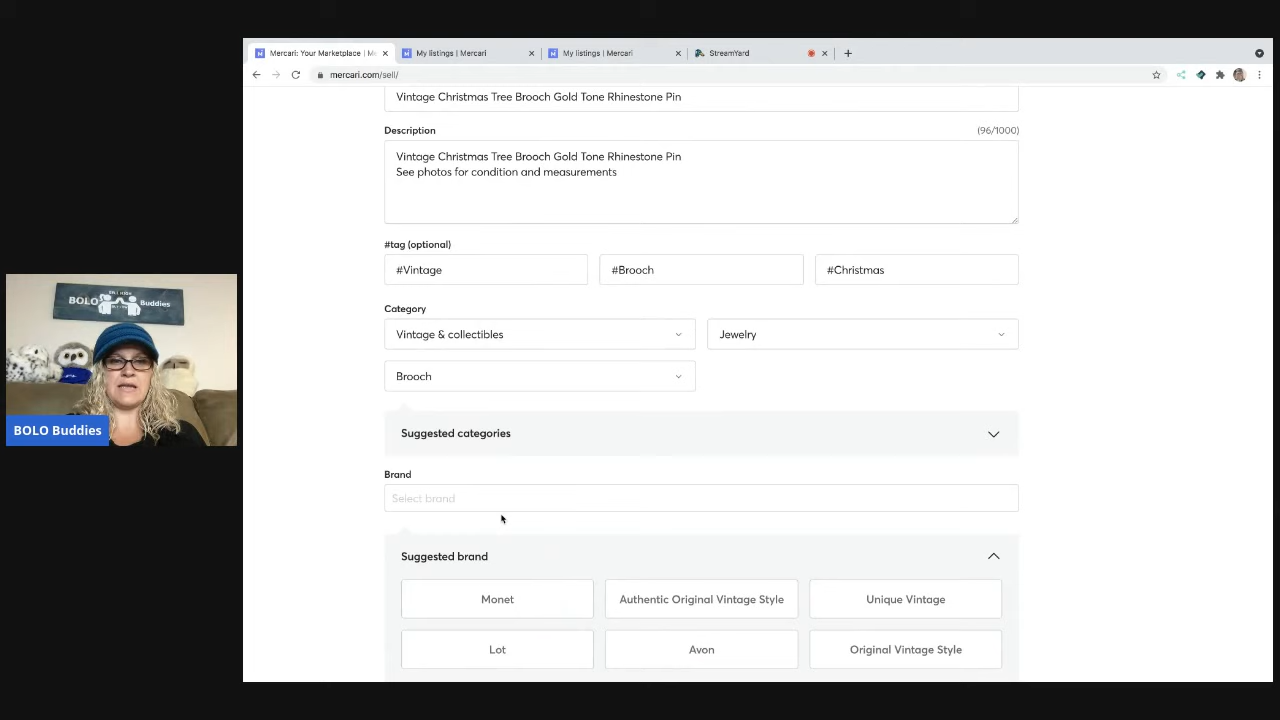 Mercari: Your Marketplace | M
My listings | Mercari
My listings | Mercari
StreamYard
mercari.com/sell/
Vintage Christmas Tree Brooch Gold Tone Rhinestone Pin
Description
(96/1000)
Vintage Christmas Tree Brooch Gold Tone Rhinestone Pin
See photos for condition and measurements
#tag (optional)
#Vintage
#Brooch
#Christmas
Category
Vintage & collectibles
Jewelry
Brooch
Suggested categories
Brand
Select brand
Suggested brand
Monet
Authentic Original Vintage Style
Unique Vintage
Lot
Avon
Original Vintage Style
BOLO
Buddies
BOLO Buddies